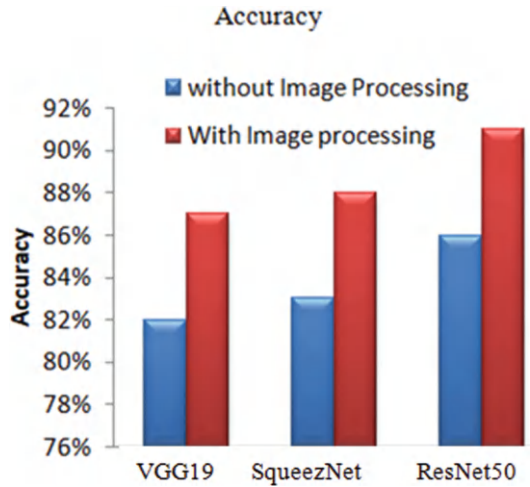 Accuracy
without Image Processing
With Image processing
92%
90%
88%
86%
84%
82%
80%
78%
76%
Accuracy
VGG19 SqueezNet ResNet50